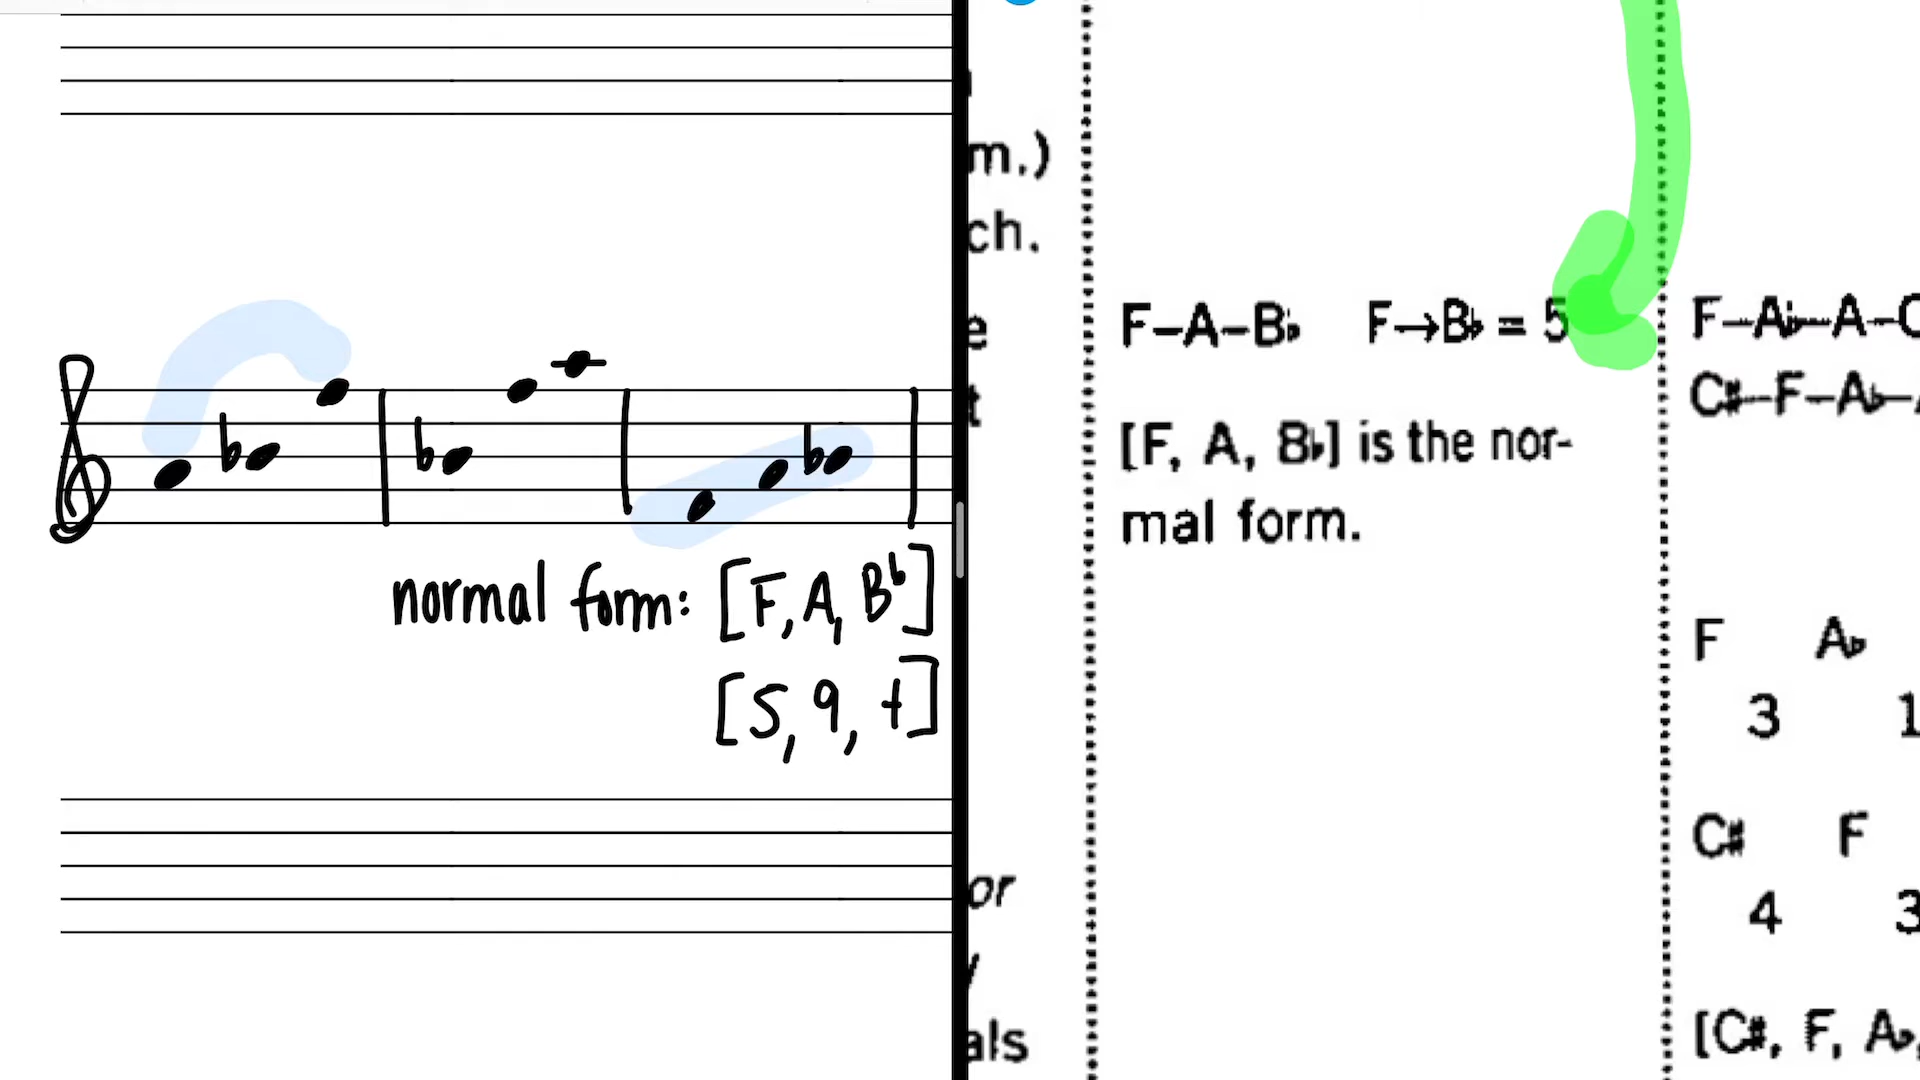 normal form: [F, A, B♭]
[5, 9, t]
m.)
ch.
e
t
or
y
als
F–A–B♭ F→B♭ = 5
[F, A, B♭] is the nor-
mal form.
F–A♭–A–C
C#–F–A♭–
F A♭
3 1
C# F
4 3
[C#, F, A♭,